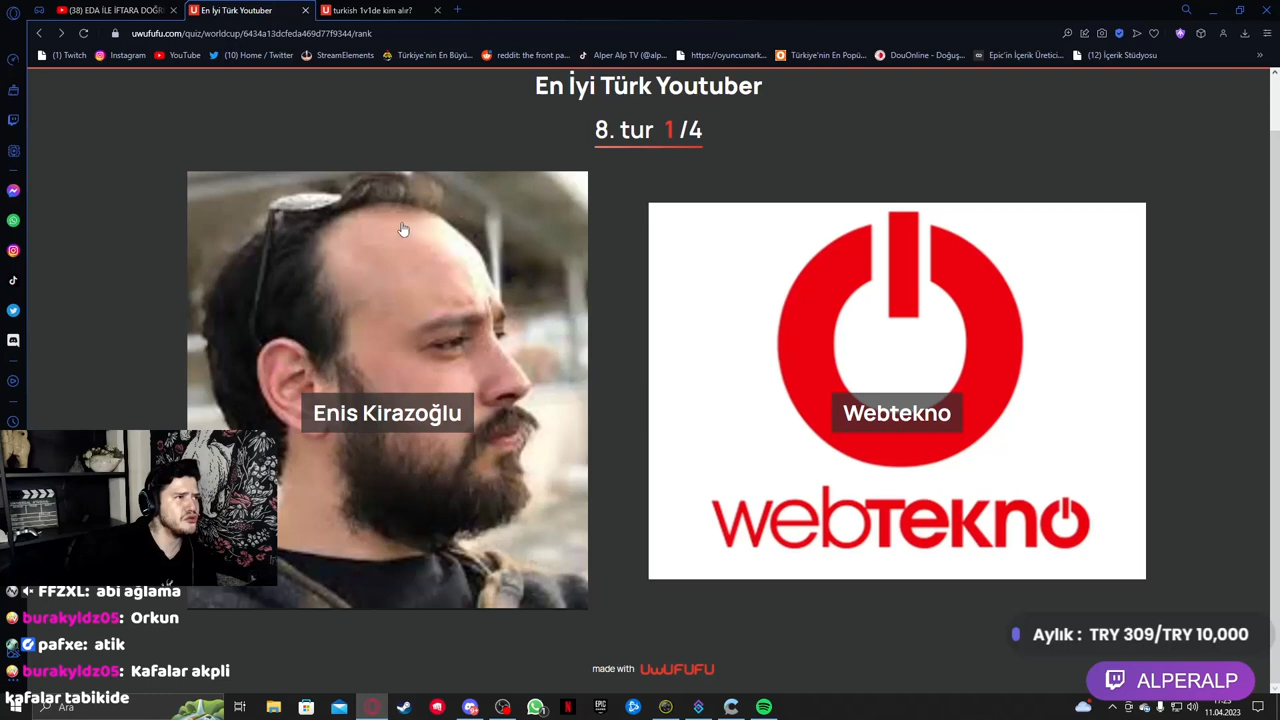 (38) EDA İLE İFTARA DOĞR
En İyi Türk Youtuber
turkish 1v1de kim alır?
uwufufu.com/quiz/worldcup/6434a13dcfeda469d77f9344/rank
(1) Twitch
Instagram
YouTube
(10) Home / Twitter
StreamElements
Türkiye'nin En Büyü...
reddit: the front pa...
Alper Alp TV (@alp...
https://oyuncumark...
Türkiye'nin En Popü...
DouOnline - Doğuş...
Epic'in İçerik Üretici...
(12) İçerik Stüdyosu
En İyi Türk Youtuber
8. tur 1/4
Enis Kirazoğlu
Webtekno
webTEKNO
FFZXL: abi ağlama
burakyldz05: Orkun
pafxe: atik
burakyldz05: Kafalar akpli
kafalar tabikide
Aylık : TRY 309/TRY 10,000
made with UwUFUFU
ALPERALP
Ara
11.04.2023